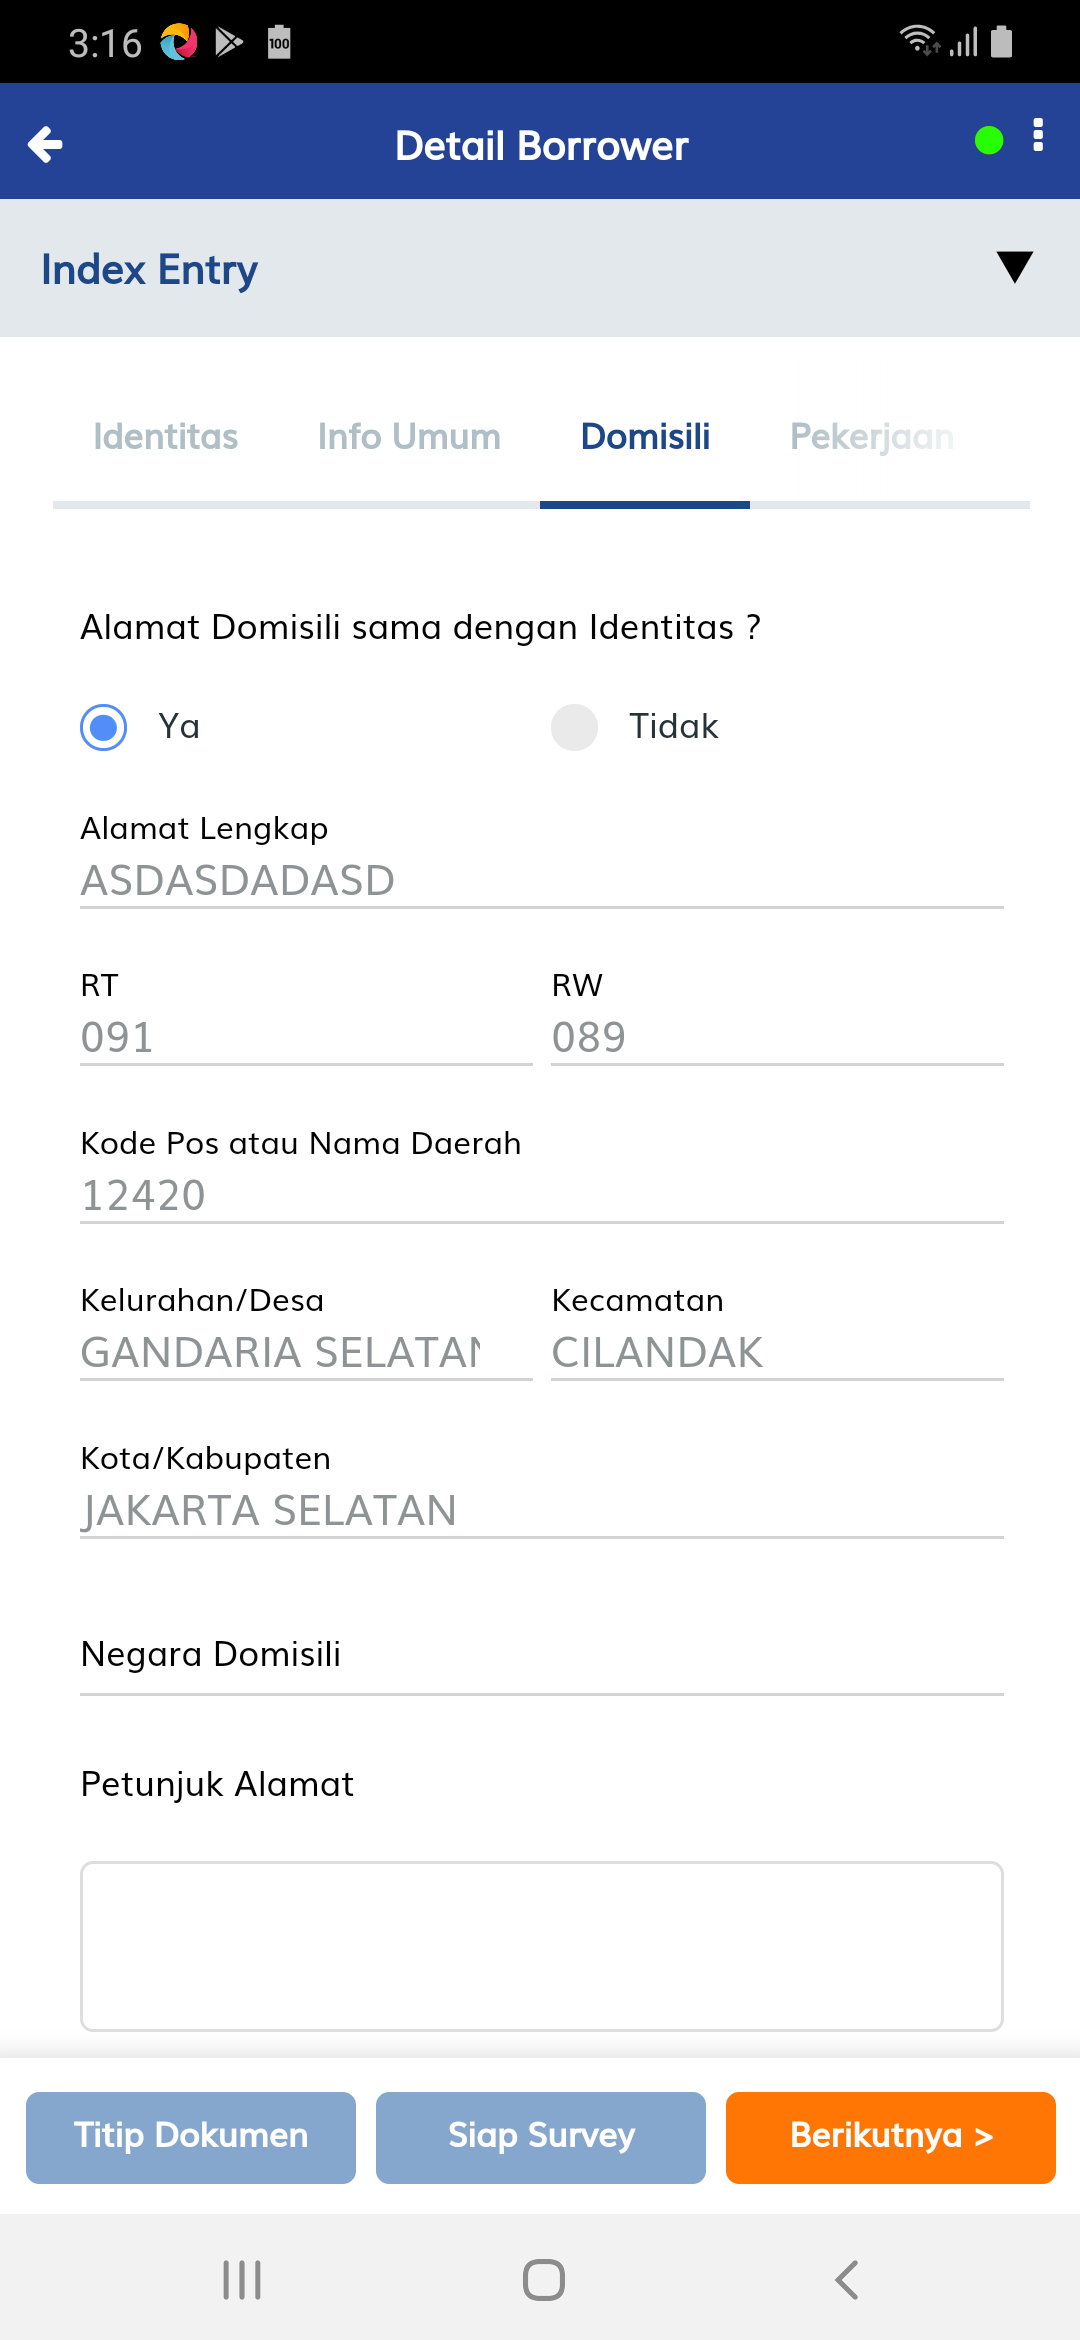 3:16
100
Detail Borrower
Index Entry
Identitas Info Umum Domisili Pekerjaan
Alamat Domisili sama dengan Identitas ?
Ya Tidak
Alamat Lengkap
ASDASDADASD
RT RW
091 089
Kode Pos atau Nama Daerah
12420
Kelurahan/Desa Kecamatan
GANDARIA SELATAN CILANDAK
Kota/Kabupaten
JAKARTA SELATAN
Negara Domisili
Petunjuk Alamat
Titip Dokumen Siap Survey Berikutnya >